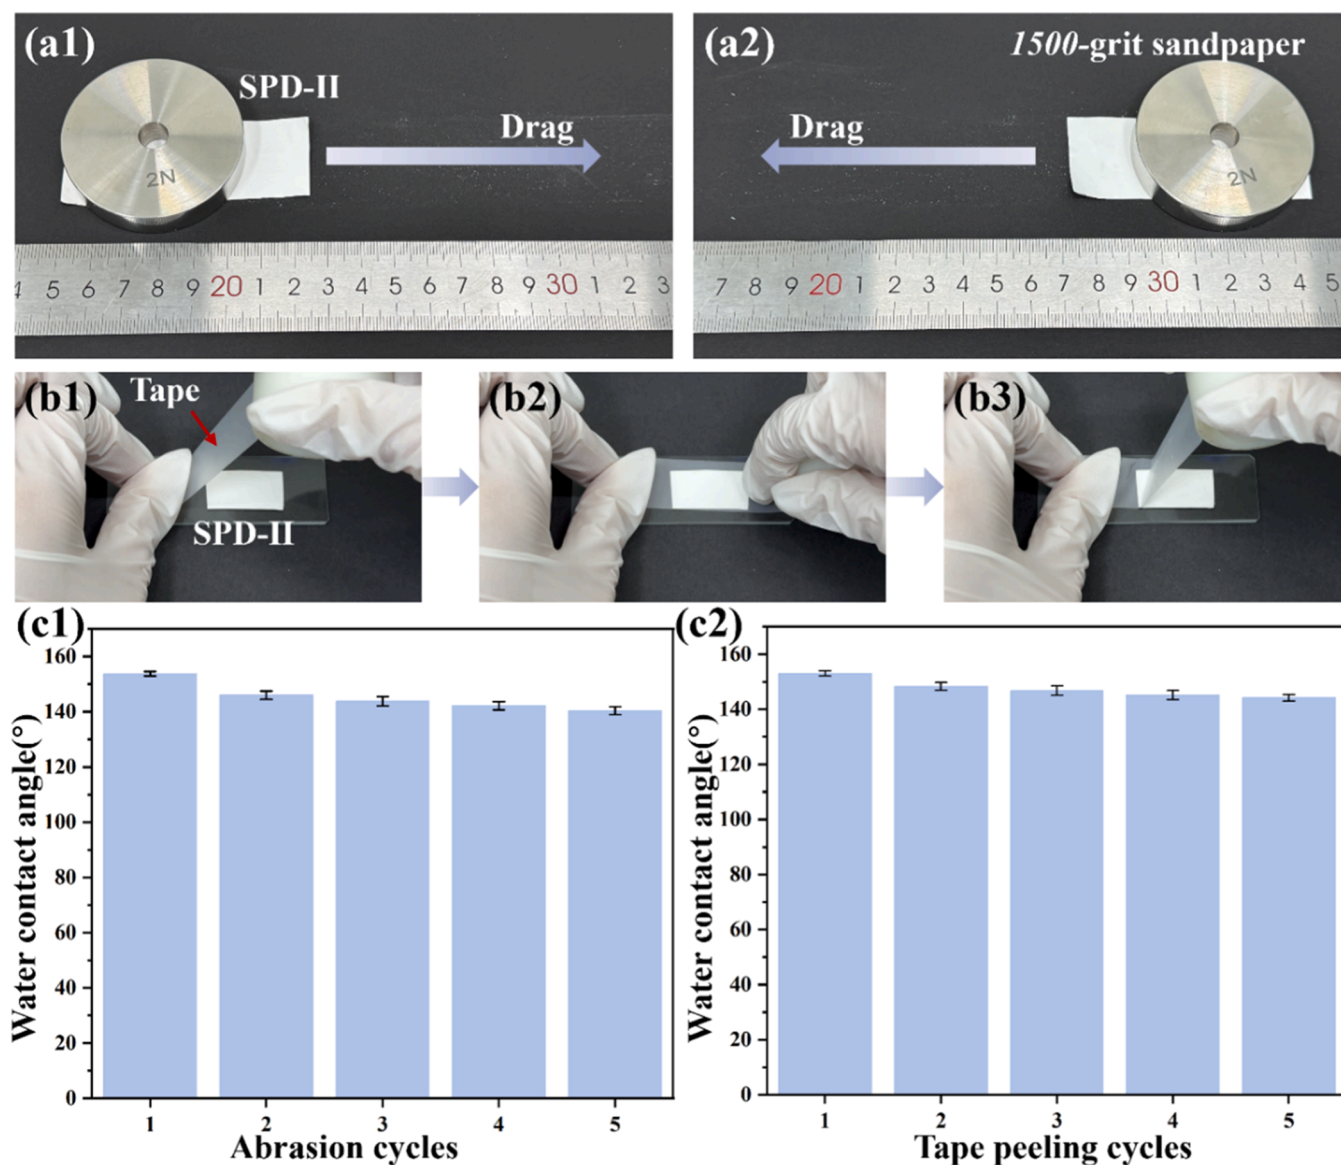 (a1)
SPD-II
Drag
2N
4 5 6 7 8 9 20 1 2 3 4 5 6 7 8 9 30 1 2 3
(a2)
1500-grit sandpaper
Drag
2N
7 8 9 20 1 2 3 4 5 6 7 8 9 30 1 2 3 4 5
(b1)
Tape
SPD-II
(b2)
(b3)
(c1)
Water contact angle(°)
160
140
120
100
80
60
40
20
0
1 2 3 4 5
Abrasion cycles
(c2)
Water contact angle(°)
160
140
120
100
80
60
40
20
0
1 2 3 4 5
Tape peeling cycles